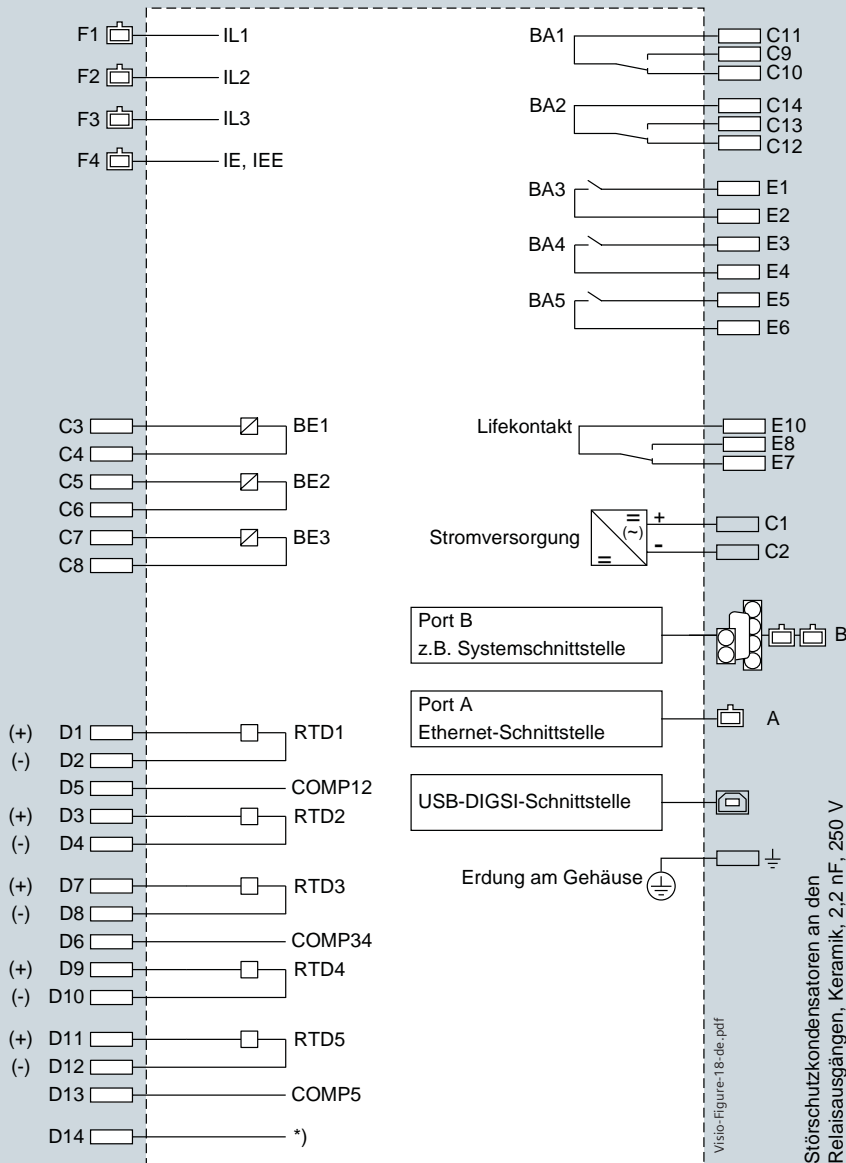 F1 IL1
F2 IL2
F3 IL3
F4 IE, IEE
C3 BE1
C4
C5 BE2
C6
C7 BE3
C8
(+) D1 RTD1
(-) D2
D5 COMP12
(+) D3 RTD2
(-) D4
(+) D7 RTD3
(-) D8
D6 COMP34
(+) D9 RTD4
(-) D10
(+) D11 RTD5
(-) D12
D13 COMP5
D14 *)
BA1 C11
C9
C10
BA2 C14
C13
C12
BA3 E1
E2
BA4 E3
E4
BA5 E5
E6
Lifekontakt E10
E8
E7
Stromversorgung = (~) = + C1
- C2
Port B
z.B. Systemschnittstelle
B
Port A
Ethernet-Schnittstelle
A
USB-DIGSI-Schnittstelle
Erdung am Gehäuse
Visio-Figure-18-de.pdf
Störschutzkondensatoren an den
Relaisausgängen, Keramik, 2,2 nF, 250 V